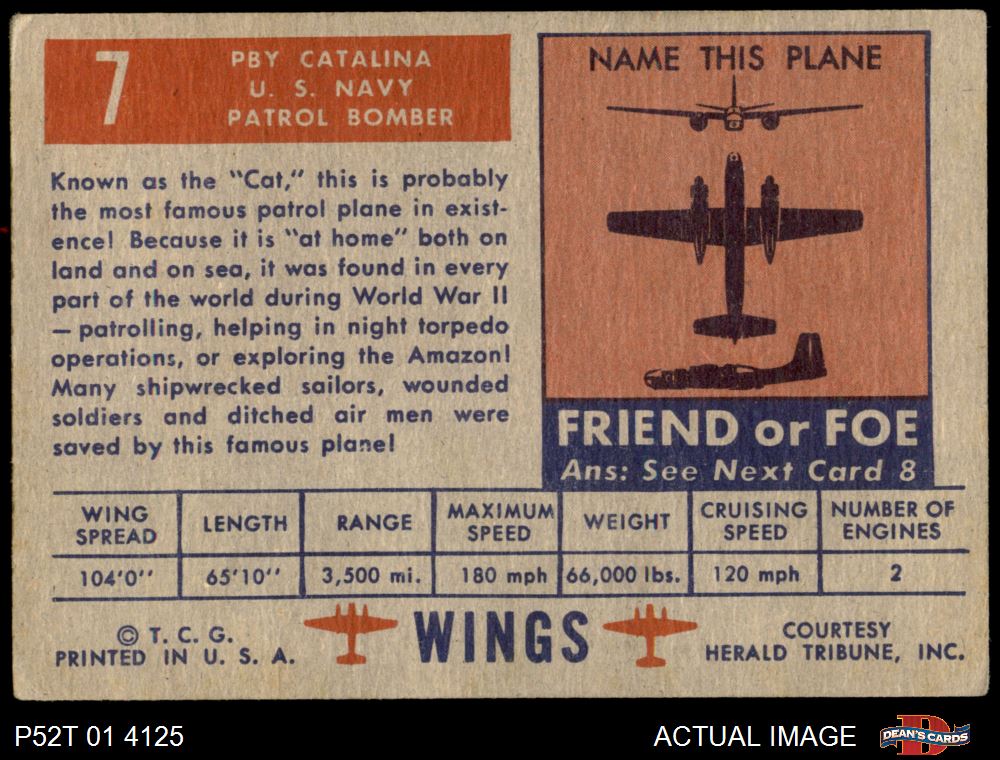 7
PBY CATALINA
U. S. NAVY
PATROL BOMBER
Known as the "Cat," this is probably
the most famous patrol plane in exist-
ence! Because it is "at home" both on
land and on sea, it was found in every
part of the world during World War II
—patrolling, helping in night torpedo
operations, or exploring the Amazon!
Many shipwrecked sailors, wounded
soldiers and ditched air men were
saved by this famous plane!
NAME THIS PLANE
FRIEND or FOE
Ans: See Next Card 8
WING SPREAD LENGTH RANGE MAXIMUM SPEED WEIGHT CRUISING SPEED NUMBER OF ENGINES
104'0'' 65'10'' 3,500 mi. 180 mph 66,000 lbs. 120 mph 2
© T. C. G.
PRINTED IN U. S. A.
WINGS
COURTESY
HERALD TRIBUNE, INC.
P52T 01 4125
ACTUAL IMAGE
D
DEAN'S CARDS